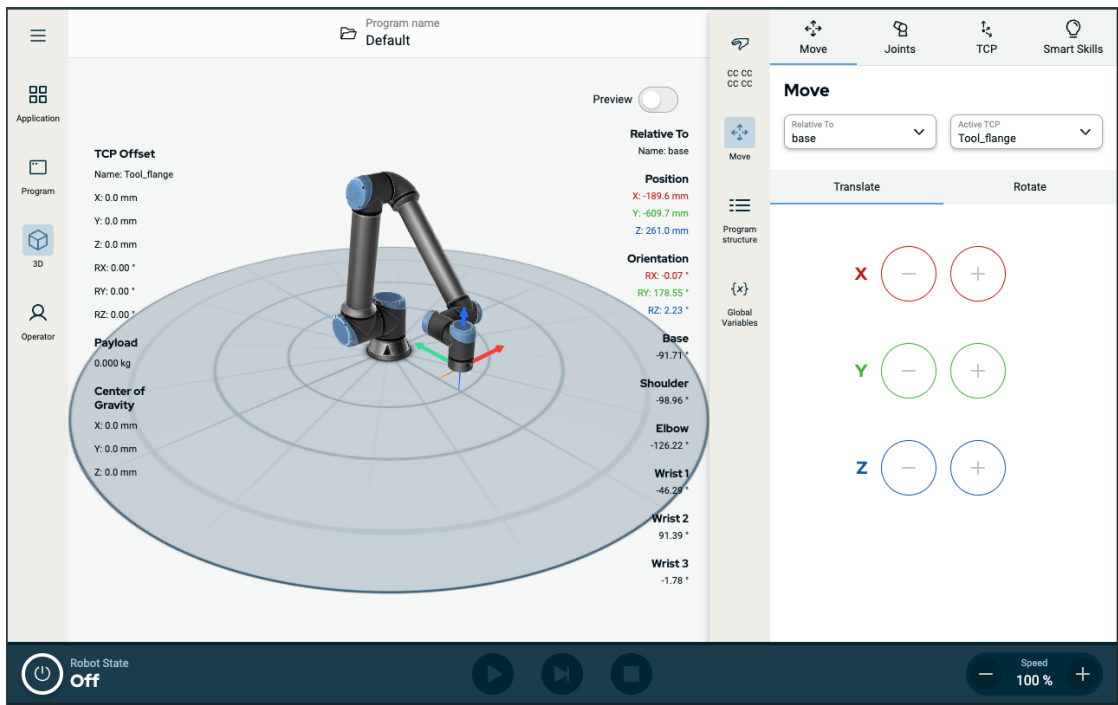 Program name
Default
Application
Program
3D
Operator
Preview
TCP Offset
Name: Tool_flange
X: 0.0 mm
Y: 0.0 mm
Z: 0.0 mm
RX: 0.00 °
RY: 0.00 °
RZ: 0.00 °
Payload
0.000 kg
Center of
Gravity
X: 0.0 mm
Y: 0.0 mm
Z: 0.0 mm
Relative To
Name: base
Position
X: -189.6 mm
Y: -609.7 mm
Z: 261.0 mm
Orientation
RX: -0.07 °
RY: 178.55 °
RZ: 2.23 °
Base
-91.71 °
Shoulder
-98.96 °
Elbow
-126.22 °
Wrist 1
-46.29 °
Wrist 2
91.39 °
Wrist 3
-1.78 °
CC CC
CC CC
Move
Program
structure
{x}
Global
Variables
Move
Joints
TCP
Smart Skills
Move
Relative To
base
Active TCP
Tool_flange
Translate
Rotate
X − +
Y − +
Z − +
Robot State
Off
Speed
− 100 % +